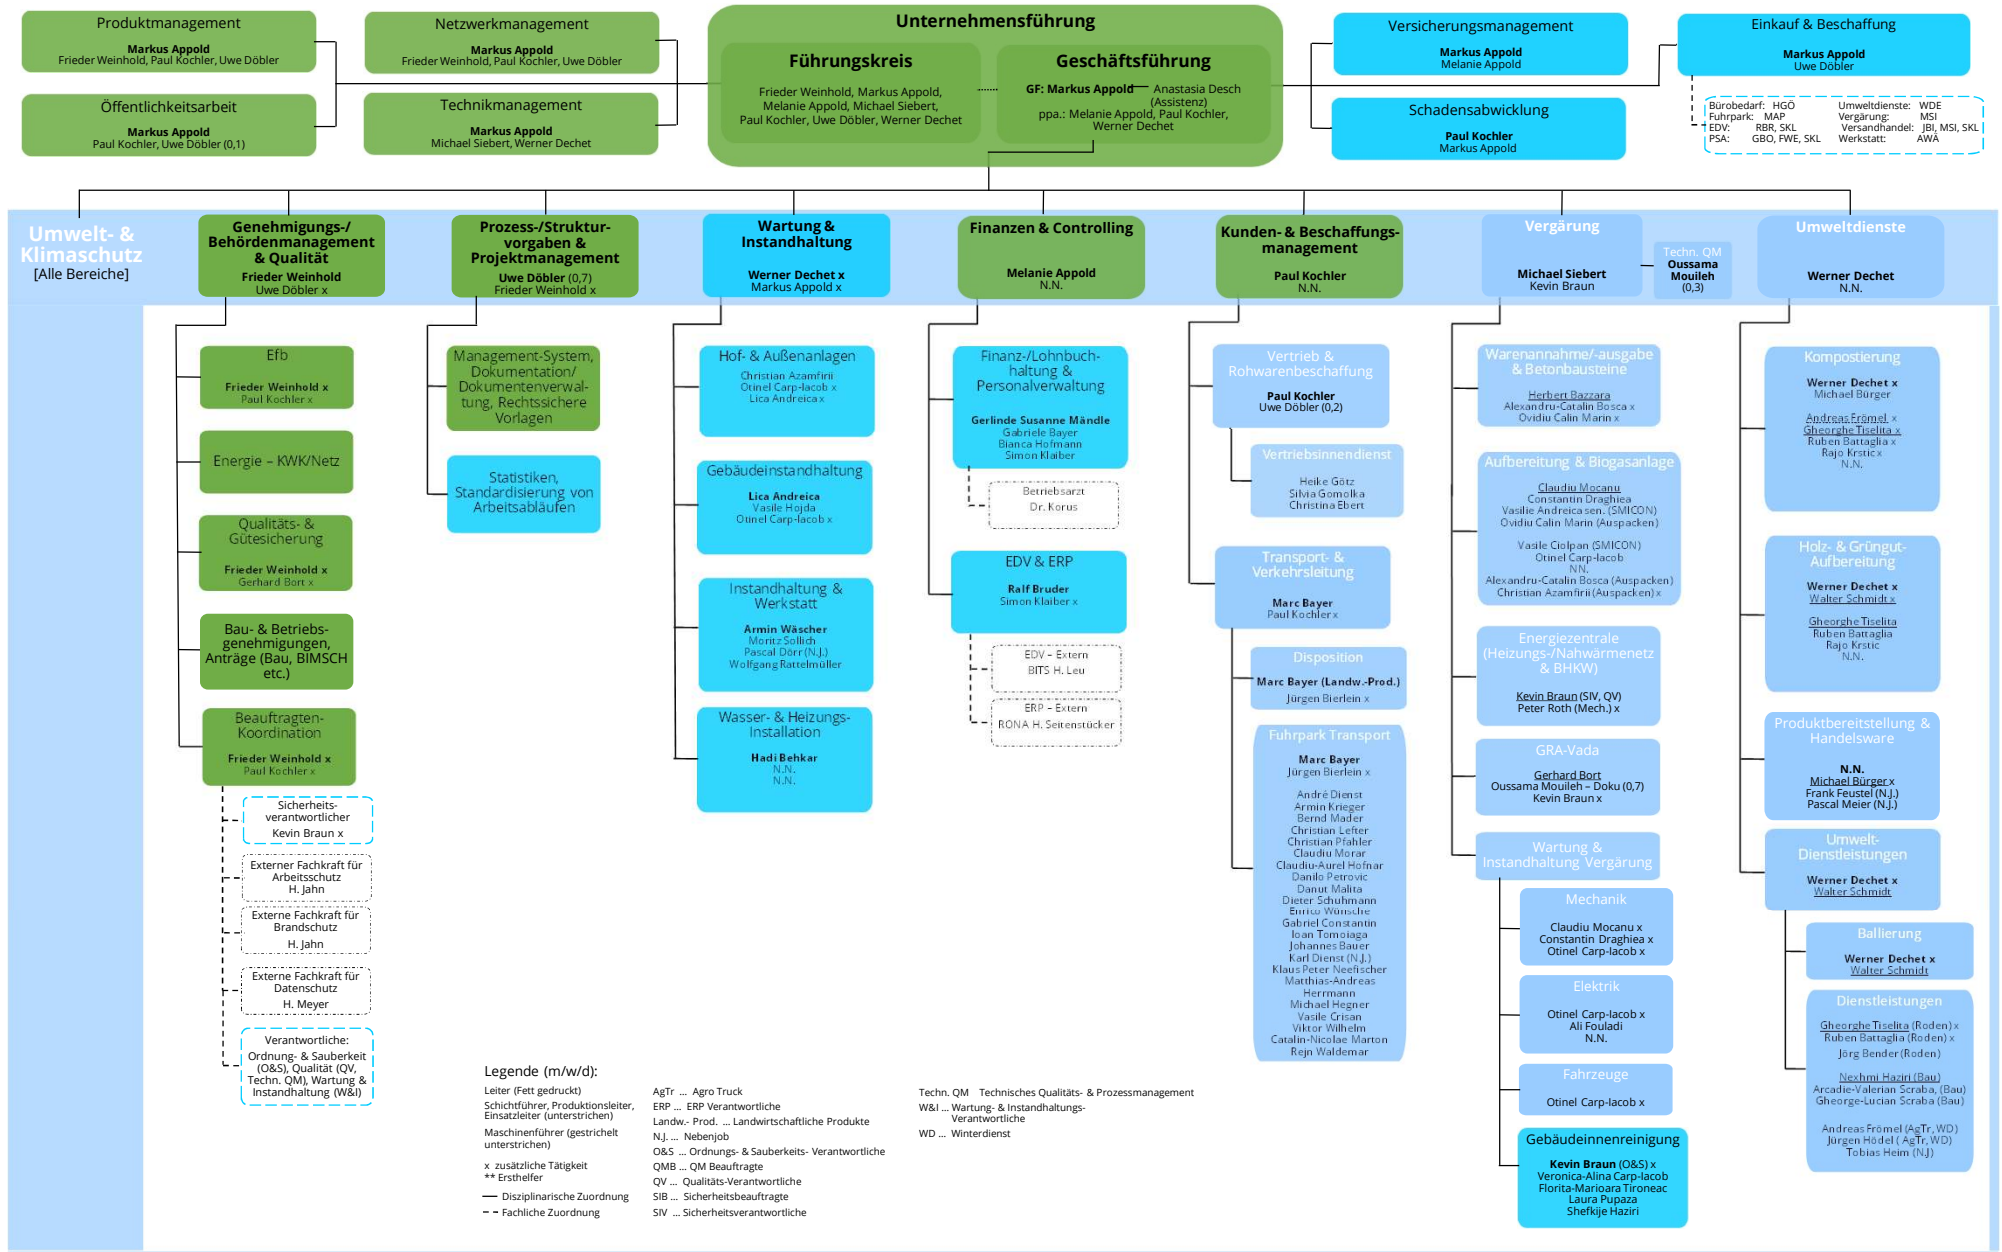 Produktmanagement
Markus Appold
Frieder Weinhold, Paul Kochler, Uwe Döbler
Öffentlichkeitsarbeit
Markus Appold
Paul Kochler, Uwe Döbler (0,1)
Netzwerkmanagement
Markus Appold
Frieder Weinhold, Paul Kochler, Uwe Döbler
Technikmanagement
Markus Appold
Michael Siebert, Werner Dechet
Unternehmensführung
Führungskreis
Frieder Weinhold, Markus Appold,
Melanie Appold, Michael Siebert,
Paul Kochler, Uwe Döbler, Werner Dechet
Geschäftsführung
GF: Markus Appold
Anastasia Desch
(Assistenz)
ppa.: Melanie Appold, Paul Kochler,
Werner Dechet
Versicherungsmanagement
Markus Appold
Melanie Appold
Schadensabwicklung
Paul Kochler
Markus Appold
Einkauf & Beschaffung
Markus Appold
Uwe Döbler
Bürobedarf: HGÖ Umweltdienste: WDE
Fuhrpark: MAP Vergärung: MSI
EDV: RBR, SKL Versandhandel: JBI, MSI, SKL
PSA: GBO, FWE, SKL Werkstatt: AWÄ
Umwelt- &
Klimaschutz
[Alle Bereiche]
Genehmigungs-/
Behördenmanagement
& Qualität
Frieder Weinhold
Uwe Döbler x
Efb
Frieder Weinhold x
Paul Kochler x
Energie – KWK/Netz
Qualitäts- &
Gütesicherung
Frieder Weinhold x
Gerhard Bort x
Bau- & Betriebs-
genehmigungen,
Anträge (Bau, BIMSCH
etc.)
Beauftragten-
Koordination
Frieder Weinhold x
Paul Kochler x
Sicherheits-
verantwortlicher
Kevin Braun x
Externer Fachkraft für
Arbeitsschutz
H. Jahn
Externe Fachkraft für
Brandschutz
H. Jahn
Externe Fachkraft für
Datenschutz
H. Meyer
Verantwortliche:
Ordnung- & Sauberkeit
(O&S), Qualität (QV,
Techn. QM), Wartung &
Instandhaltung (W&I)
Prozess-/Struktur-
vorgaben &
Projektmanagement
Uwe Döbler (0,7)
Frieder Weinhold x
Management-System,
Dokumentation/
Dokumentenverwal-
tung, Rechtssichere
Vorlagen
Statistiken,
Standardisierung von
Arbeitsabläufen
Wartung &
Instandhaltung
Werner Dechet x
Markus Appold x
Hof- & Außenanlagen
Christian Azamfirii
Otinel Carp-Iacob x
Lica Andreica x
Gebäudeinstandhaltung
Lica Andreica
Vasile Hojda
Otinel Carp-Iacob x
Instandhaltung &
Werkstatt
Armin Wäscher
Moritz Sollich
Pascal Dörr (N.J.)
Wolfgang Rattelmüller
Wasser- & Heizungs-
Installation
Hadi Behkar
N.N.
N.N.
Finanzen & Controlling
Melanie Appold
N.N.
Finanz-/Lohnbuch-
haltung &
Personalverwaltung
Gerlinde Susanne Mändle
Gabriele Bayer
Bianca Hofmann
Simon Klaiber
Betriebsarzt
Dr. Korus
EDV & ERP
Ralf Bruder
Simon Klaiber x
EDV – Extern
BITS H. Leu
ERP – Extern
RONA H. Seitenstücker
Kunden- & Beschaffungs-
management
Paul Kochler
N.N.
Vertrieb &
Rohwarenbeschaffung
Paul Kochler
Uwe Döbler (0,2)
Vertriebsinnendienst
Heike Götz
Silvia Gomolka
Christina Ebert
Transport- &
Verkehrsleitung
Marc Bayer
Paul Kochler x
Disposition
Marc Bayer (Landw.-Prod.)
Jürgen Bierlein x
Fuhrpark Transport
Marc Bayer
Jürgen Bierlein x
André Dienst
Armin Krieger
Bernd Mader
Christian Lefter
Christian Pfahler
Claudiu Morar
Claudiu-Aurel Hofnar
Danilo Petrovic
Danut Malita
Dieter Schuhmann
Enrico Wünsche
Gabriel Constantin
Ioan Tomoiaga
Johannes Bauer
Karl Dienst (N.J.)
Klaus Peter Neefischer
Matthias-Andreas
Herrmann
Michael Hegner
Vasile Crisan
Viktor Wilhelm
Catalin-Nicolae Marton
Rejn Waldemar
Vergärung
Michael Siebert
Kevin Braun
Techn. QM
Oussama
Mouileh
(0,3)
Warenannahme/-ausgabe
& Betonbausteine
Herbert Bazzara
Alexandru-Catalin Bosca x
Ovidiu Calin Marin x
Aufbereitung & Biogasanlage
Claudiu Mocanu
Constantin Draghiea
Vasilie Andreica sen. (SMICON)
Ovidiu Calin Marin (Auspacken)
Vasile Ciolpan (SMICON)
Otinel Carp-Iacob
NN.
Alexandru-Catalin Bosca (Auspacken)
Christian Azamfirii (Auspacken) x
Energiezentrale
(Heizungs-/Nahwärmenetz
& BHKW)
Kevin Braun (SIV, QV)
Peter Roth (Mech.) x
GRA-Vada
Gerhard Bort
Oussama Mouileh – Doku (0,7)
Kevin Braun x
Wartung &
Instandhaltung Vergärung
Mechanik
Claudiu Mocanu x
Constantin Draghiea x
Otinel Carp-Iacob x
Elektrik
Otinel Carp-Iacob x
Ali Fouladi
N.N.
Fahrzeuge
Otinel Carp-Iacob x
Gebäudeinnenreinigung
Kevin Braun (O&S) x
Veronica-Alina Carp-Iacob
Florita-Marioara Tironeac
Laura Pupaza
Shefkije Haziri
Umweltdienste
Werner Dechet
N.N.
Kompostierung
Werner Dechet x
Michael Bürger
Andreas Frömel x
Gheorghe Tiselita x
Ruben Battaglia x
Rajo Krstic x
N.N.
Holz- & Grüngut-
Aufbereitung
Werner Dechet x
Walter Schmidt x
Gheorghe Tiselita
Ruben Battaglia
Rajo Krstic
N.N.
Produktbereitstellung &
Handelsware
N.N.
Michael Bürger x
Frank Feustel (N.J.)
Pascal Meier (N.J.)
Umwelt-
Dienstleistungen
Werner Dechet x
Walter Schmidt
Ballierung
Werner Dechet x
Walter Schmidt
Dienstleistungen
Gheorghe Tiselita (Roden) x
Ruben Battaglia (Roden) x
Jörg Bender (Roden)
Nexhmi Haziri (Bau)
Arcadie-Valerian Scraba, (Bau)
Gheorge-Lucian Scraba (Bau)
Andreas Frömel (AgTr, WD)
Jürgen Hödel ( AgTr, WD)
Tobias Heim (N.J)
Legende (m/w/d):
Leiter (Fett gedruckt)
Schichtführer, Produktionsleiter,
Einsatzleiter (unterstrichen)
Maschinenführer (gestrichelt
unterstrichen)
x zusätzliche Tätigkeit
** Ersthelfer
Disziplinarische Zuordnung
Fachliche Zuordnung
AgTr ... Agro Truck
ERP ... ERP Verantwortliche
Landw.- Prod. ... Landwirtschaftliche Produkte
N.J. ... Nebenjob
O&S ... Ordnungs- & Sauberkeits- Verantwortliche
QMB ... QM Beauftragte
QV ... Qualitäts-Verantwortliche
SIB ... Sicherheitsbeauftragte
SIV ... Sicherheitsverantwortliche
Techn. QM Technisches Qualitäts- & Prozessmanagement
W&I ... Wartung- & Instandhaltungs-
Verantwortliche
WD ... Winterdienst